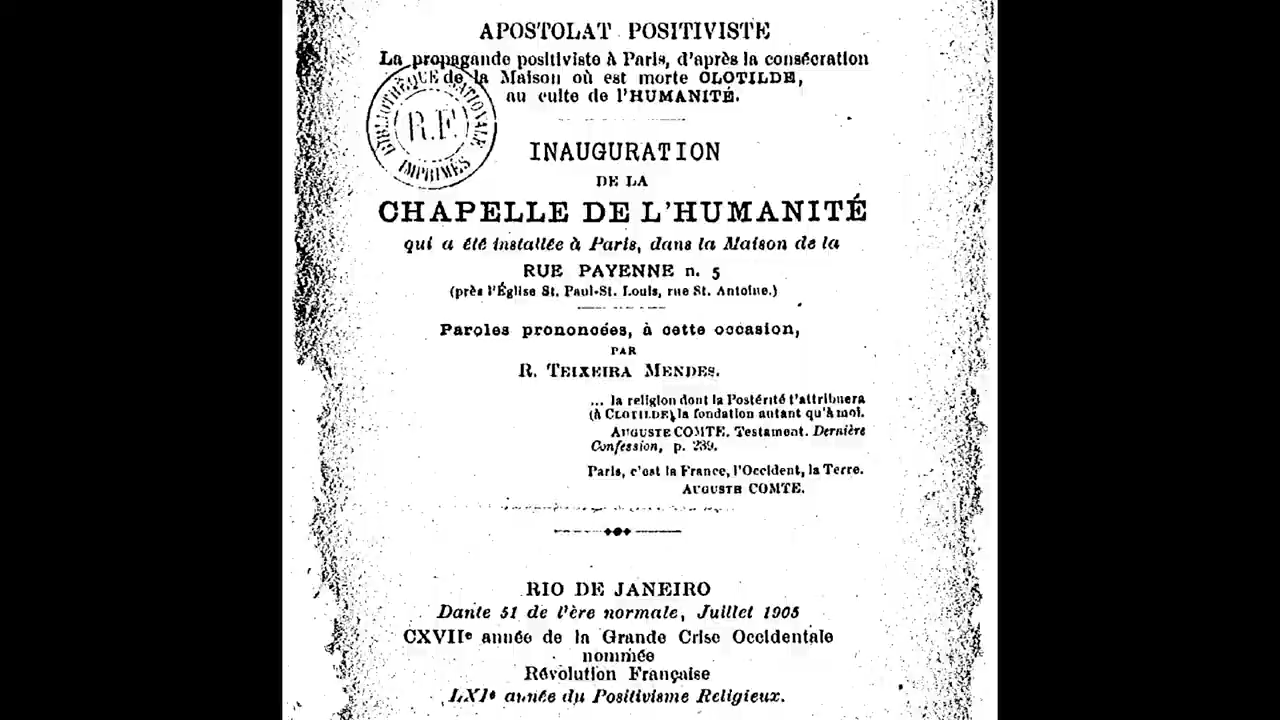 APOSTOLAT POSITIVISTE
La propagande positiviste à Paris, d'après la consécration
de la Maison où est morte CLOTILDE,
au culte de l'HUMANITÉ.
BIBLIOTHÈQUE NATIONALE
R.F.
IMPRIMÉS
INAUGURATION
DE LA
CHAPELLE DE L'HUMANITÉ
qui a été installée à Paris, dans la Maison de la
RUE PAYENNE n. 5
(près l'Église St. Paul-St. Louis, rue St. Antoine.)
Paroles prononcées, à cette occasion,
PAR
R. TEIXEIRA MENDES.
... la religion dont la Postérité t'attribuera
(à CLOTILDE) la fondation autant qu'à moi.
AUGUSTE COMTE. Testament. Dernière
Confession, p. 239.
Paris, c'est la France, l'Occident, la Terre.
AUGUSTE COMTE.
RIO DE JANEIRO
Dante 51 de l'ère normale, Juillet 1905
CXVIIe année de la Grande Crise Occidentale
nommée
Révolution Française
LXIe année du Positivisme Religieux.